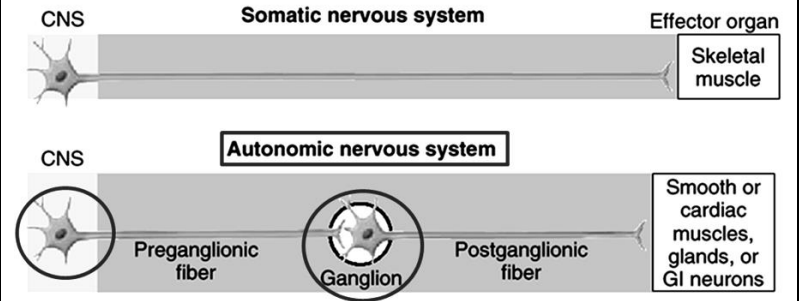 Somatic nervous system
CNS
Effector organ
Skeletal
muscle
Autonomic nervous system
CNS
Preganglionic
fiber
Ganglion
Postganglionic
fiber
Smooth or
cardiac
muscles,
glands, or
GI neurons